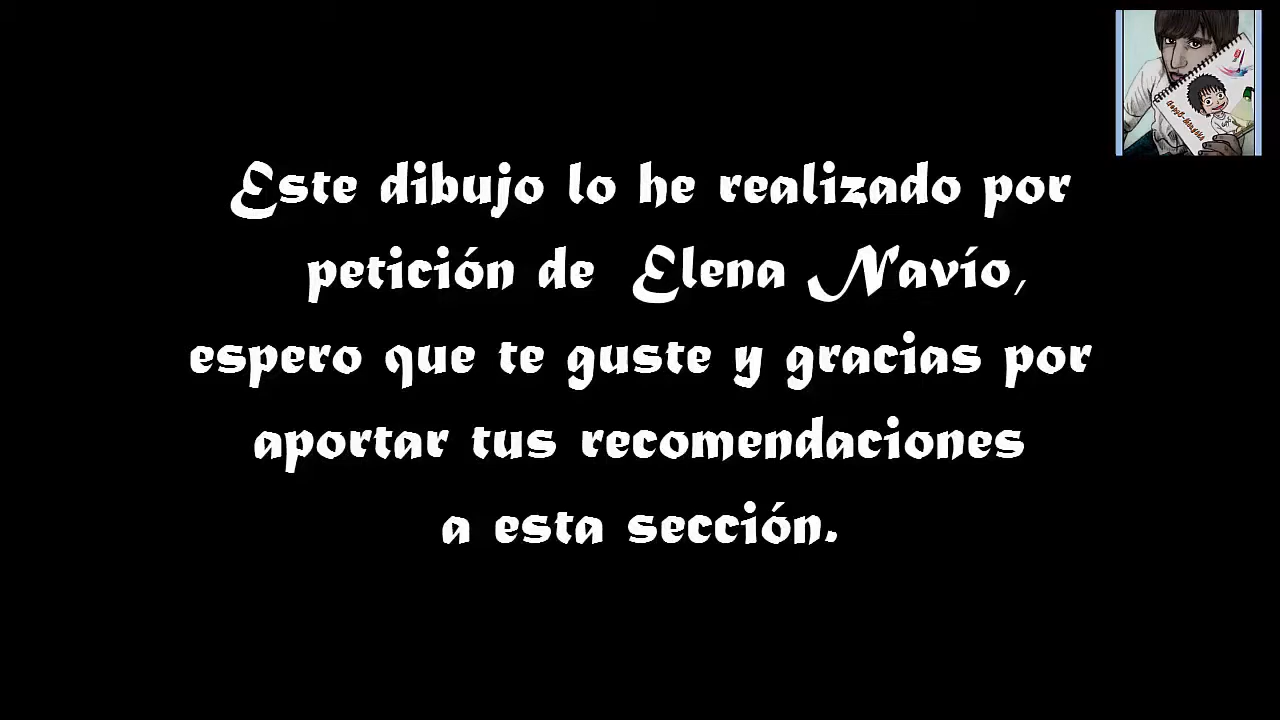 Este dibujo lo he realizado por
petición de Elena Navío,
espero que te guste y gracias por
aportar tus recomendaciones
a esta sección.